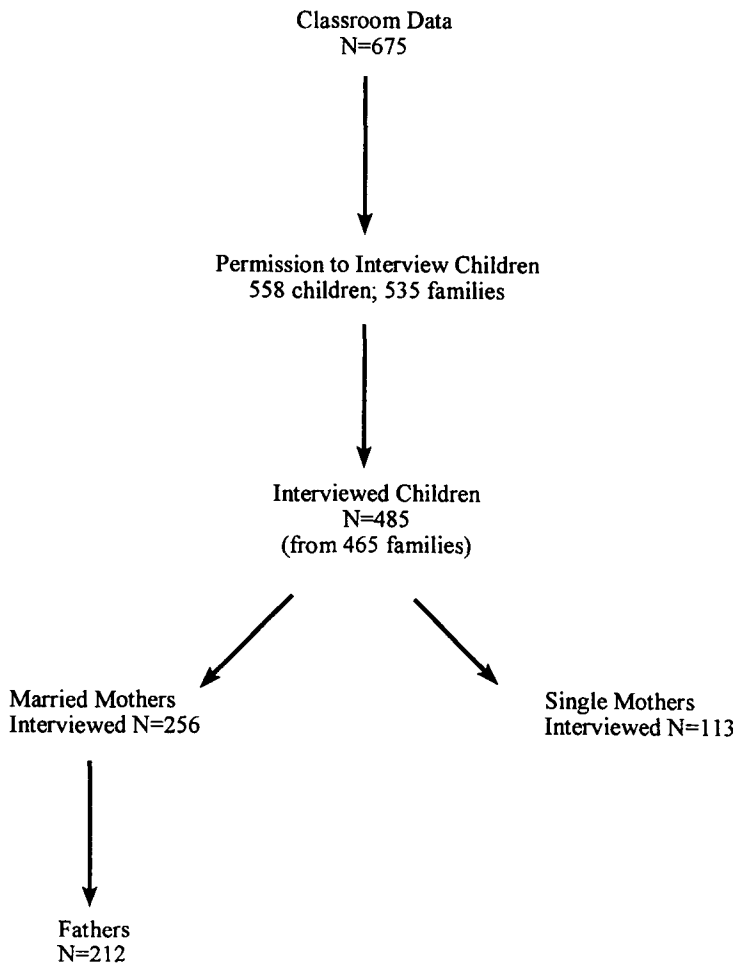 Classroom Data
N=675
Permission to Interview Children
558 children; 535 families
Interviewed Children
N=485
(from 465 families)
Married Mothers
Interviewed N=256
Single Mothers
Interviewed N=113
Fathers
N=212